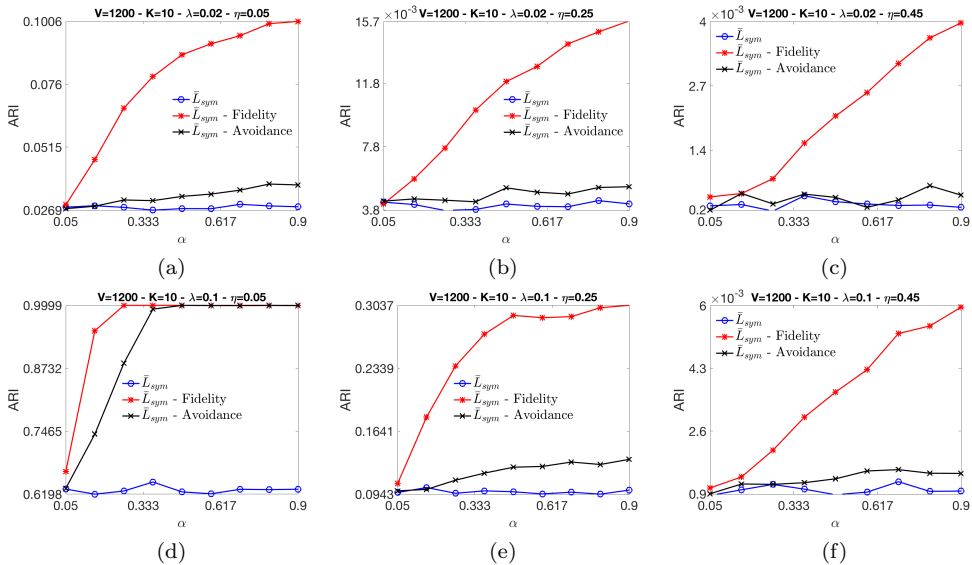 V=1200 - K=10 - λ=0.02 - η=0.05
0.1006
0.076
0.0515
0.0269
ARI
L̄sym
L̄sym - Fidelity
L̄sym - Avoidance
0.05 0.333 0.617 0.9
α
(a)
V=1200 - K=10 - λ=0.02 - η=0.25
×10⁻³
15.7
11.8
7.8
3.8
ARI
L̄sym
L̄sym - Fidelity
L̄sym - Avoidance
0.05 0.333 0.617 0.9
α
(b)
V=1200 - K=10 - λ=0.02 - η=0.45
×10⁻³
4
2.7
1.4
0.2
ARI
L̄sym
L̄sym - Fidelity
L̄sym - Avoidance
0.05 0.333 0.617 0.9
α
(c)
V=1200 - K=10 - λ=0.1 - η=0.05
0.9999
0.8732
0.7465
0.6198
ARI
L̄sym
L̄sym - Fidelity
L̄sym - Avoidance
0.05 0.333 0.617 0.9
α
(d)
V=1200 - K=10 - λ=0.1 - η=0.25
0.3037
0.2339
0.1641
0.0943
ARI
L̄sym
L̄sym - Fidelity
L̄sym - Avoidance
0.05 0.333 0.617 0.9
α
(e)
V=1200 - K=10 - λ=0.1 - η=0.45
×10⁻³
6
4.3
2.6
0.9
ARI
L̄sym
L̄sym - Fidelity
L̄sym - Avoidance
0.05 0.333 0.617 0.9
α
(f)